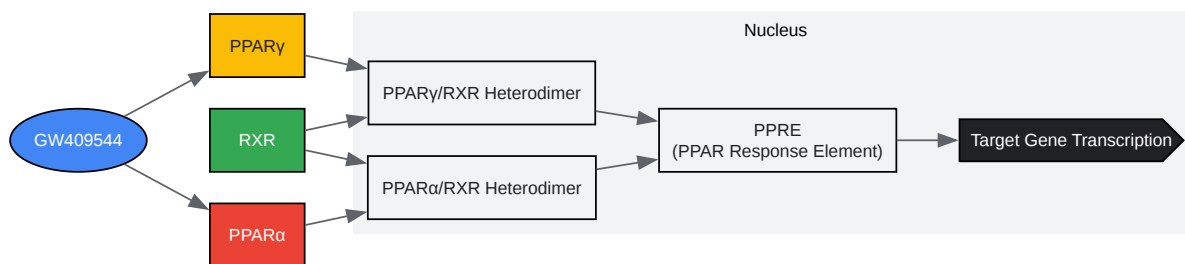 Nucleus
PPARγ
PPARγ/RXR Heterodimer
GW409544
RXR
PPRE
(PPAR Response Element)
Target Gene Transcription
PPARα/RXR Heterodimer
PPARα